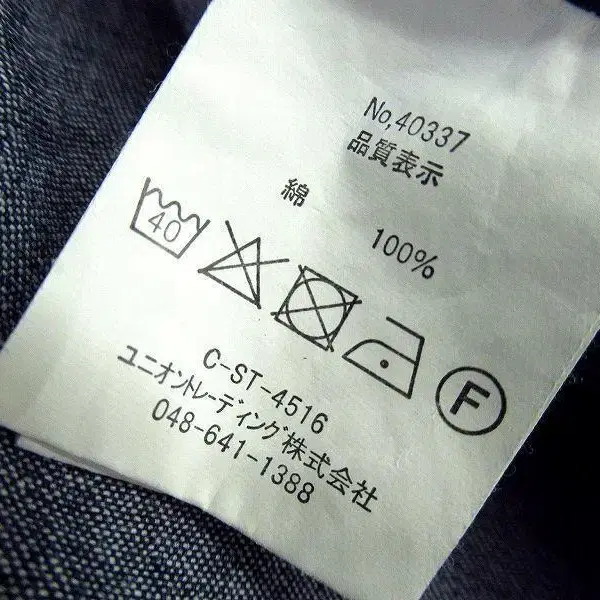 No,40337
品質表示
綿
100%
40
F
C-ST-4516
ユニオントレーディング株式会社
048-641-1388